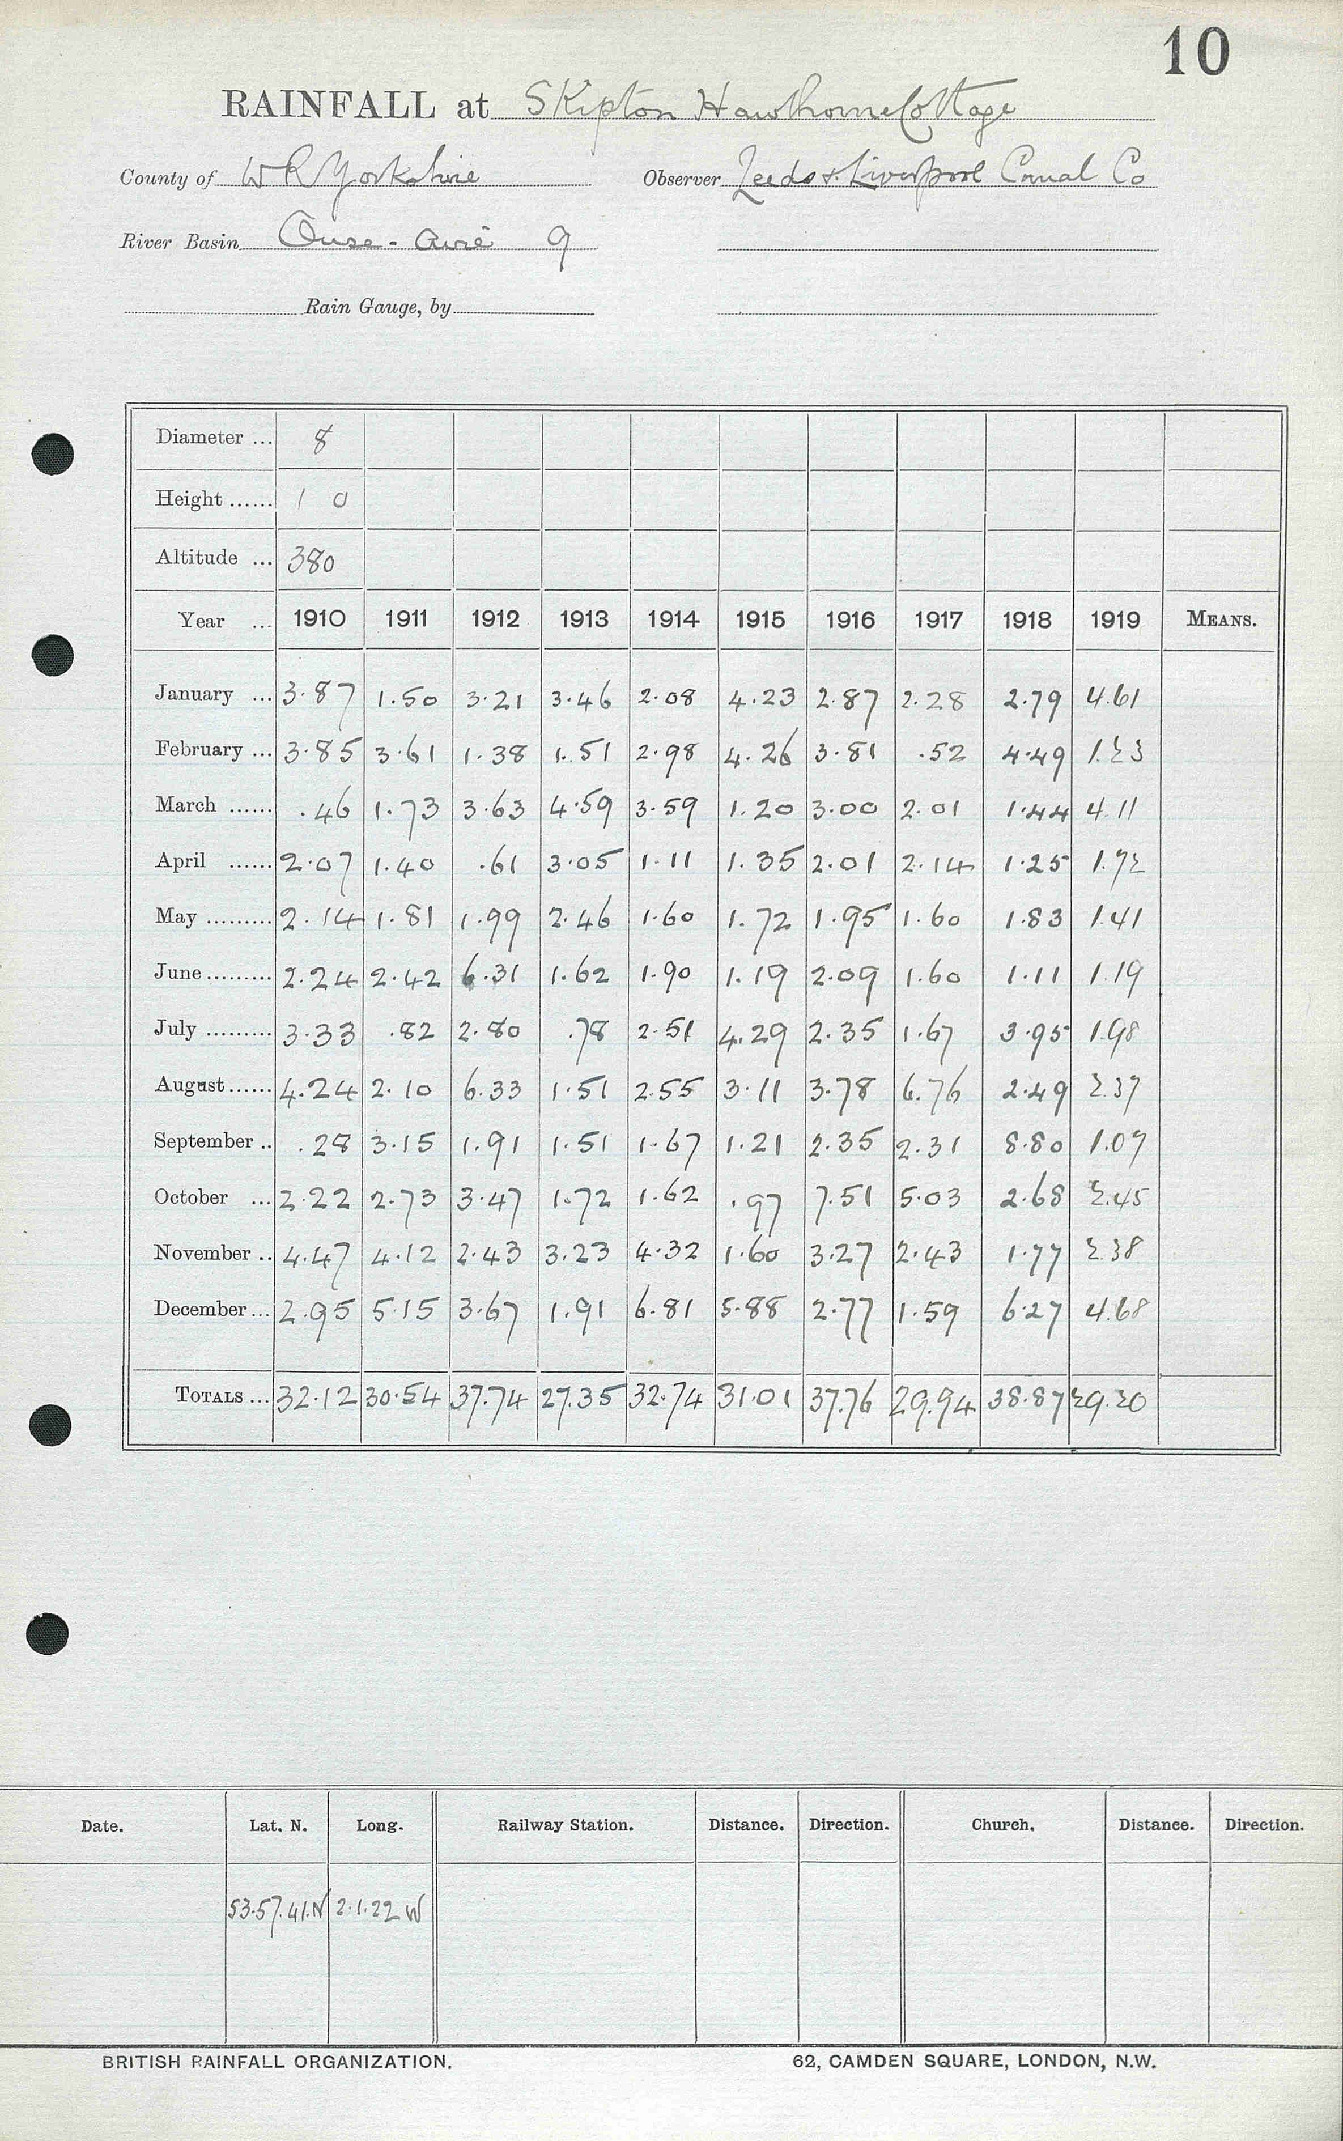 10
RAINFALL at Skipton Hawthorne Cottage
County of W R Yorkshire Observer Leeds & Liverpool Canal Co
River Basin Ouse - Aire 9
Rain Gauge, by
Diameter ... 8
Height ...... 1 0
Altitude ... 380
Year ... 1910 1911 1912 1913 1914 1915 1916 1917 1918 1919 MEANS.
January ... 3.87 1.50 3.21 3.46 2.08 4.23 2.87 2.28 2.79 4.61
February ... 3.85 3.61 1.38 1.51 2.98 4.26 3.81 .52 4.49 1.23
March ...... .46 1.73 3.63 4.59 3.59 1.20 3.00 2.01 1.44 4.11
April ...... 2.07 1.40 .61 3.05 1.11 1.35 2.01 2.14 1.25 1.72
May ......... 2.14 1.81 1.99 2.46 1.60 1.72 1.95 1.60 1.83 1.41
June ......... 2.24 2.42 6.31 1.62 1.90 1.19 2.09 1.60 1.11 1.19
July ......... 3.33 .82 2.80 .78 2.51 4.29 2.35 1.67 3.95 1.98
August ...... 4.24 2.10 6.33 1.51 2.55 3.11 3.78 6.76 2.49 2.37
September .. .28 3.15 1.91 1.51 1.67 1.21 2.35 2.31 8.80 1.07
October ... 2.22 2.73 3.47 1.72 1.62 .97 7.51 5.03 2.68 2.45
November .. 4.47 4.12 2.43 3.23 4.32 1.60 3.27 2.43 1.77 2.38
December ... 2.95 5.15 3.67 1.91 6.81 5.88 2.77 1.59 6.27 4.68
TOTALS ... 32.12 30.54 37.74 27.35 32.74 31.01 37.76 29.94 38.87 29.20
Date. Lat. N. Long. Railway Station. Distance. Direction. Church. Distance. Direction.
53.57.41.N 2.1.22 W
BRITISH RAINFALL ORGANIZATION. 62, CAMDEN SQUARE, LONDON, N.W.